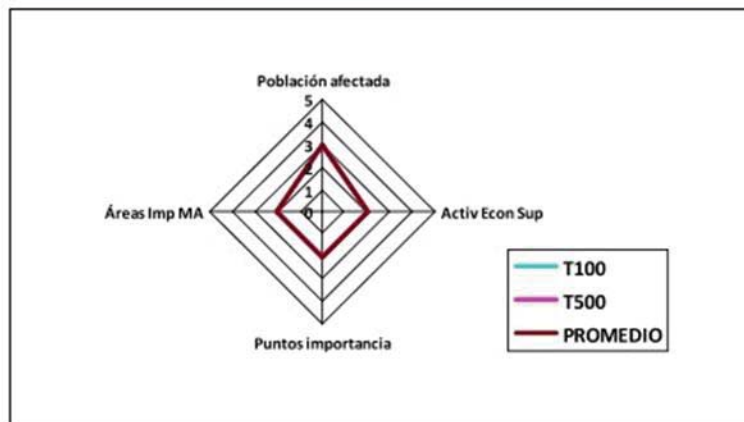 Población afectada
5
4
3
2
1
0
Áreas Imp MA
Activ Econ Sup
Puntos importancia
T100
T500
PROMEDIO